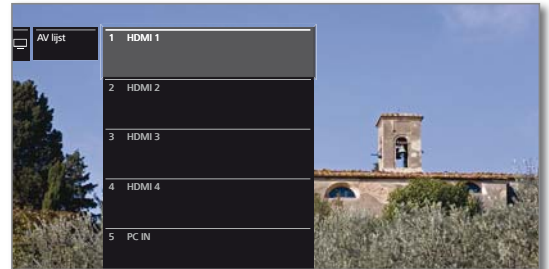 AV lijst
1 HDMI 1
2 HDMI 2
3 HDMI 3
4 HDMI 4
5 PC IN